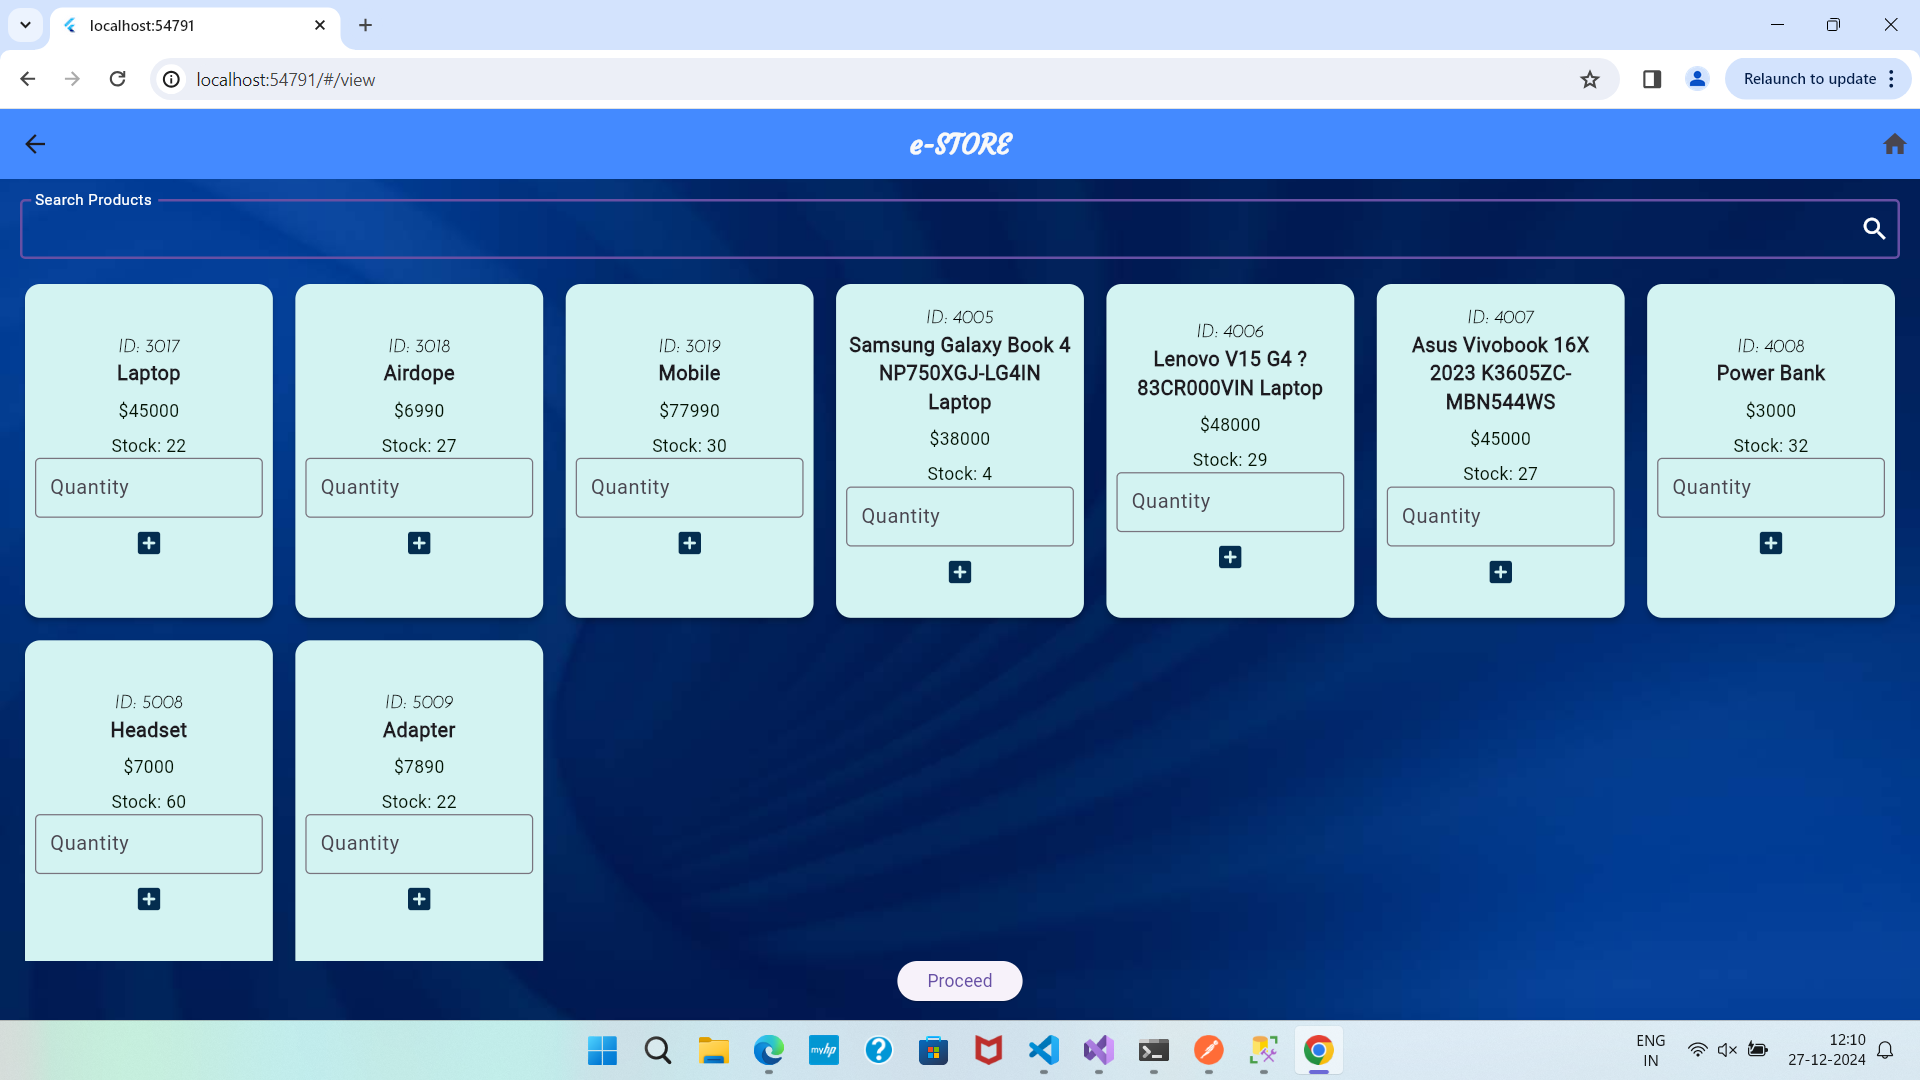 localhost:54791
localhost:54791/#/view
Relaunch to update
e-STORE
Search Products
ID: 3017
Laptop
$45000
Stock: 22
Quantity
ID: 3018
Airdope
$6990
Stock: 27
Quantity
ID: 3019
Mobile
$77990
Stock: 30
Quantity
ID: 4005
Samsung Galaxy Book 4
NP750XGJ-LG4IN
Laptop
$38000
Stock: 4
Quantity
ID: 4006
Lenovo V15 G4 ?
83CR000VIN Laptop
$48000
Stock: 29
Quantity
ID: 4007
Asus Vivobook 16X
2023 K3605ZC-
MBN544WS
$45000
Stock: 27
Quantity
ID: 4008
Power Bank
$3000
Stock: 32
Quantity
ID: 5008
Headset
$7000
Stock: 60
Quantity
ID: 5009
Adapter
$7890
Stock: 22
Quantity
Proceed
myhp
ENG
IN
12:10
27-12-2024